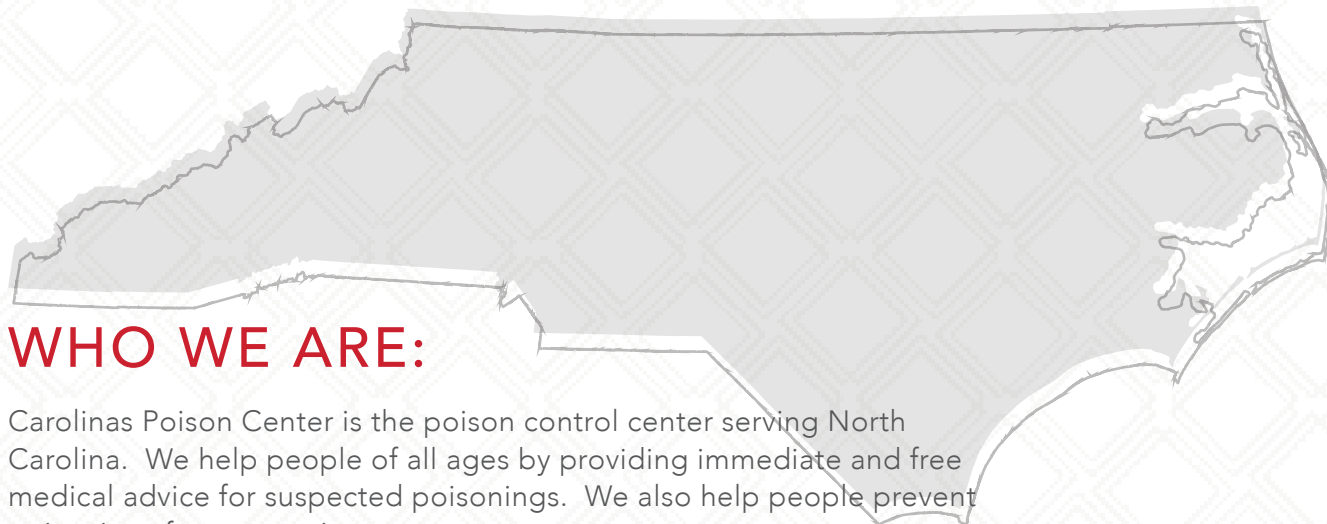 WHO WE ARE:
Carolinas Poison Center is the poison control center serving North
Carolina.  We help people of all ages by providing immediate and free
medical advice for suspected poisonings.  We also help people prevent